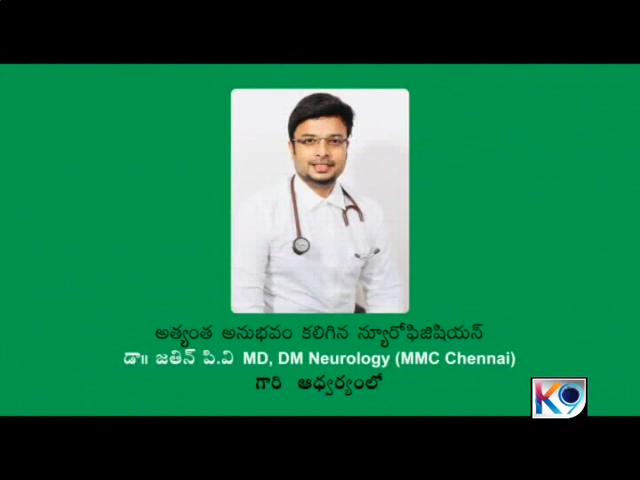 అత్యంత అనుభవం కలిగిన న్యూరోఫిజిషియన్
డా॥ జతిన్ పి.వి MD, DM Neurology (MMC Chennai)
గారి ఆధ్వర్యంలో
K9